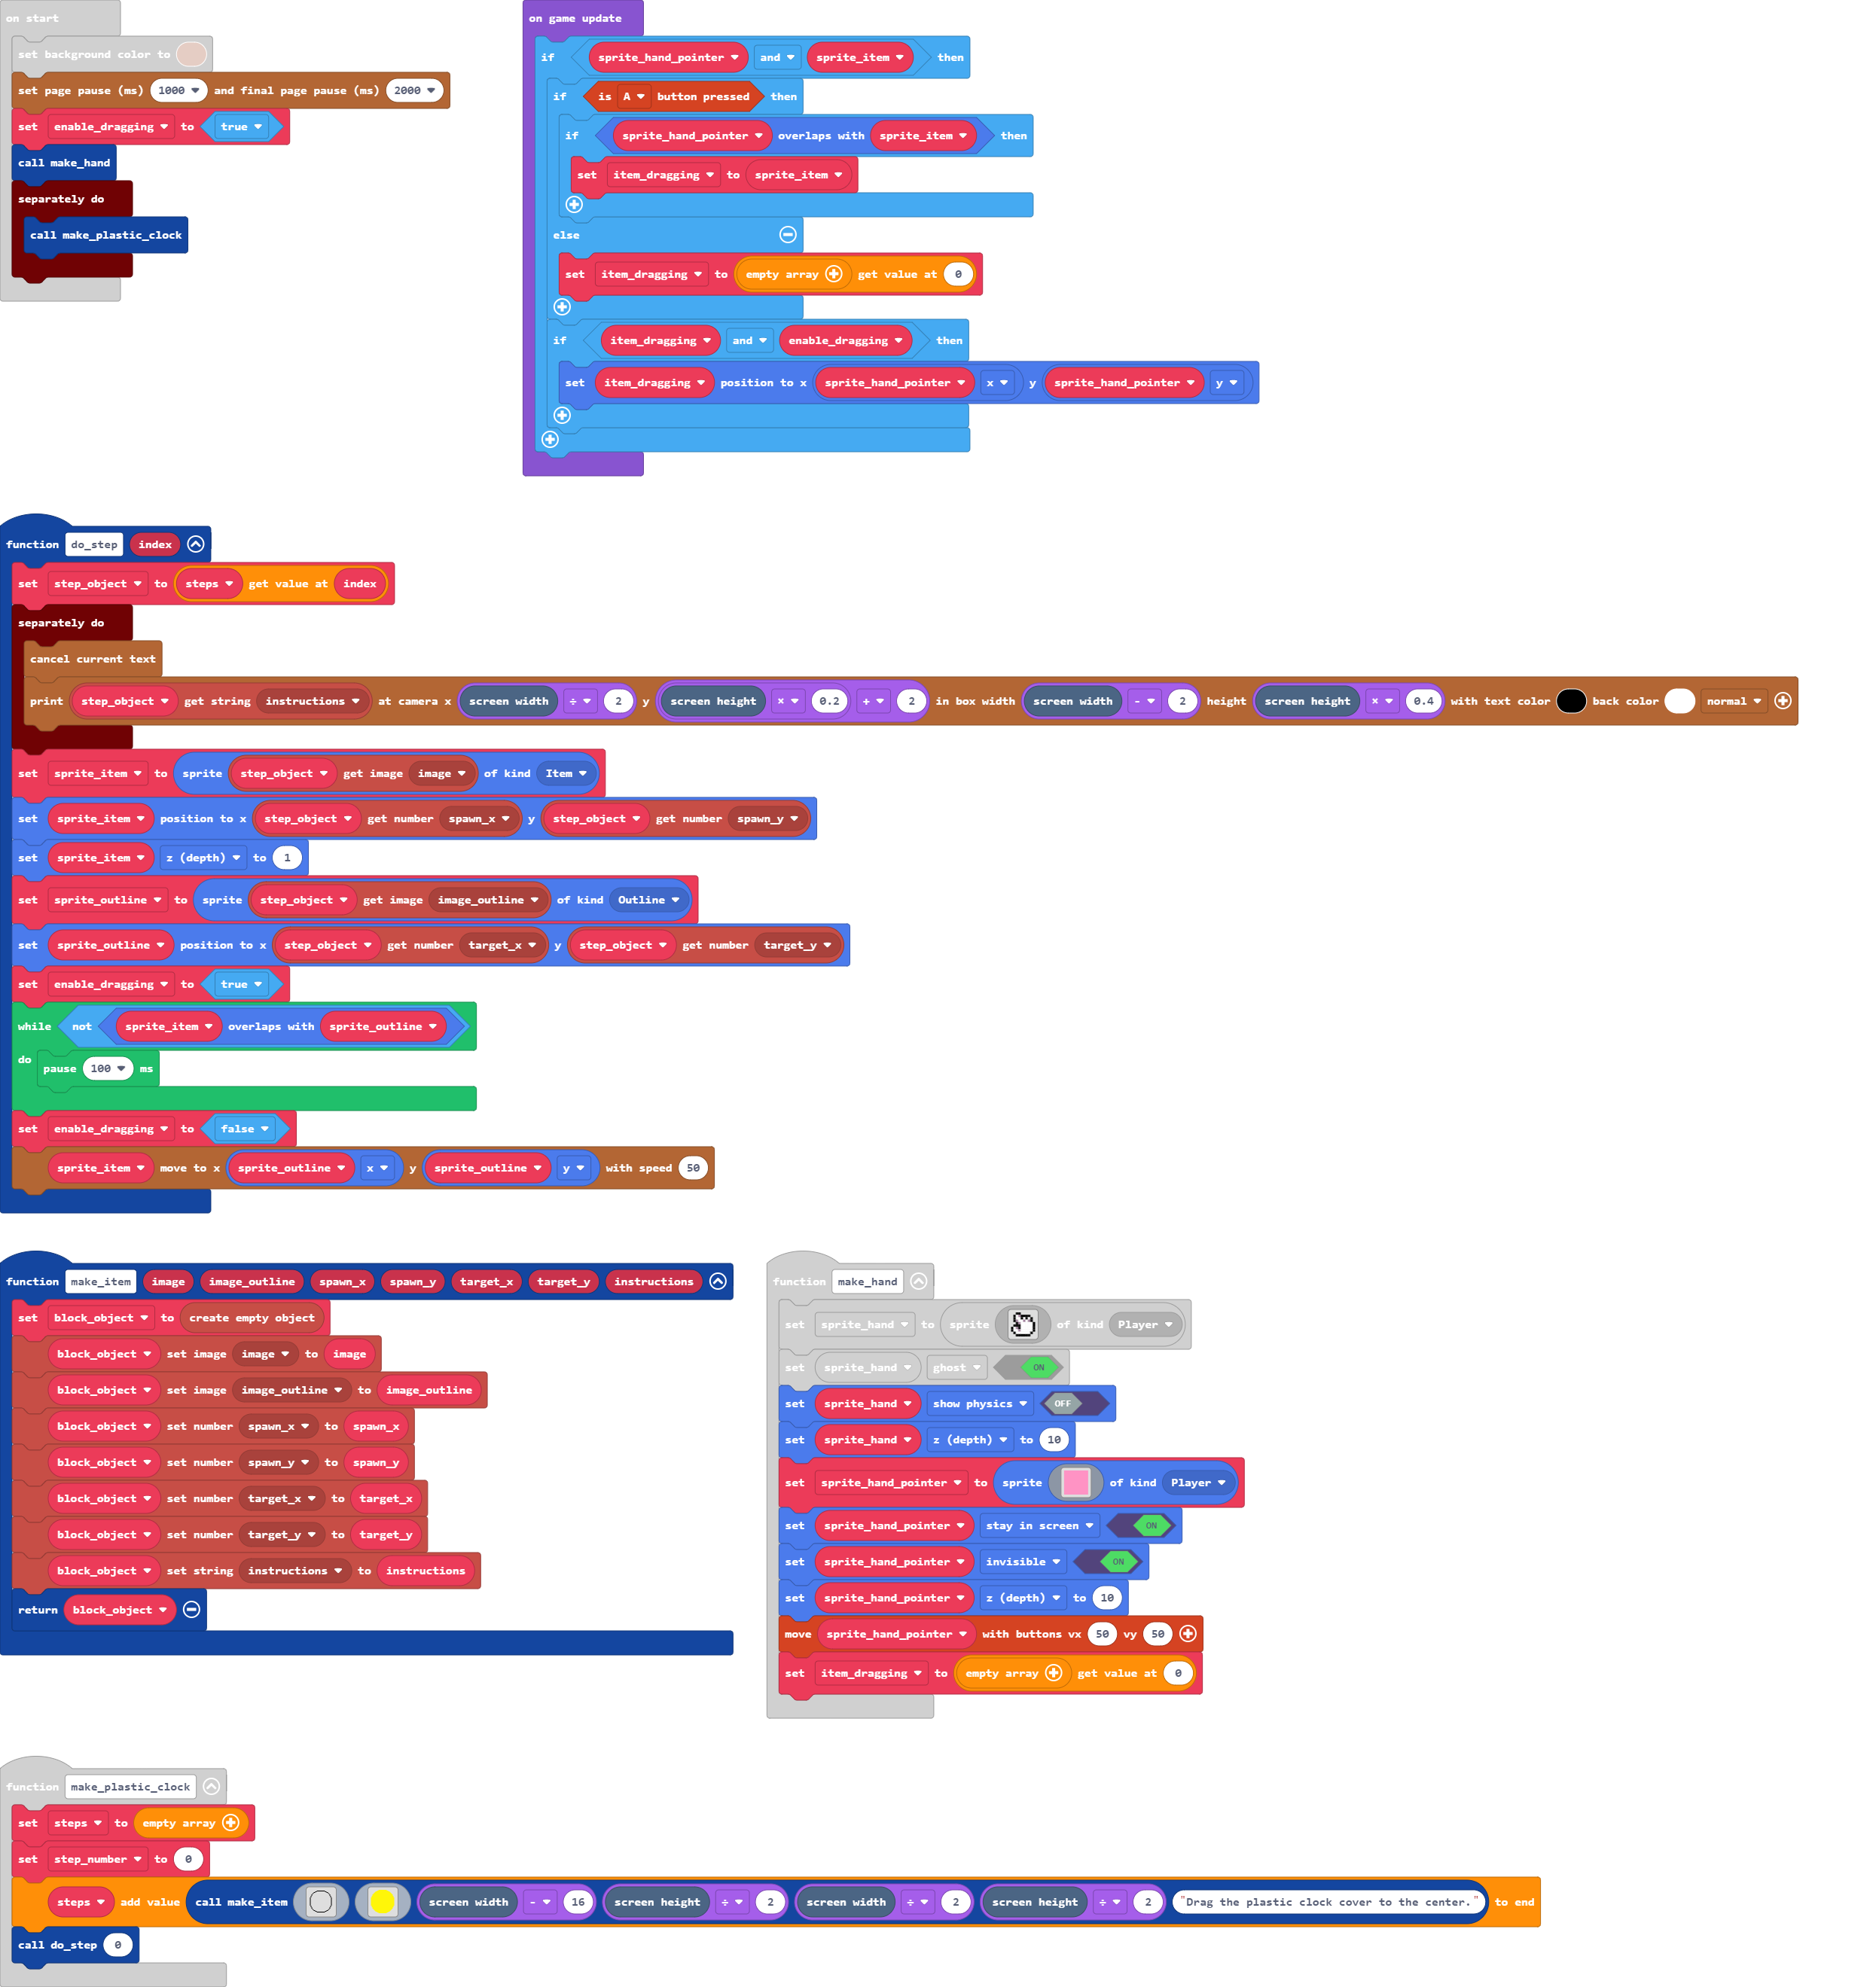 on start
set background color to
set page pause (ms) 1000 and final page pause (ms) 2000
set enable_dragging to true
call make_hand
separately do
call make_plastic_clock
on game update
if sprite_hand_pointer and sprite_item then
if is A button pressed then
if sprite_hand_pointer overlaps with sprite_item then
set item_dragging to sprite_item
else
set item_dragging to empty array get value at 0
if item_dragging and enable_dragging then
set item_dragging position to x sprite_hand_pointer x y sprite_hand_pointer y
function do_step index
set step_object to steps get value at index
separately do
cancel current text
print step_object get string instructions at camera x screen width ÷ 2 y screen height × 0.2 + 2 in box width screen width - 2 height screen height × 0.4 with text color back color normal
set sprite_item to sprite step_object get image image of kind Item
set sprite_item position to x step_object get number spawn_x y step_object get number spawn_y
set sprite_item z (depth) to 1
set sprite_outline to sprite step_object get image image_outline of kind Outline
set sprite_outline position to x step_object get number target_x y step_object get number target_y
set enable_dragging to true
while not sprite_item overlaps with sprite_outline
do pause 100 ms
set enable_dragging to false
sprite_item move to x sprite_outline x y sprite_outline y with speed 50
function make_item image image_outline spawn_x spawn_y target_x target_y instructions
set block_object to create empty object
block_object set image image to image
block_object set image image_outline to image_outline
block_object set number spawn_x to spawn_x
block_object set number spawn_y to spawn_y
block_object set number target_x to target_x
block_object set number target_y to target_y
block_object set string instructions to instructions
return block_object
function make_hand
set sprite_hand to sprite of kind Player
set sprite_hand ghost ON
set sprite_hand show physics OFF
set sprite_hand z (depth) to 10
set sprite_hand_pointer to sprite of kind Player
set sprite_hand_pointer stay in screen ON
set sprite_hand_pointer invisible ON
set sprite_hand_pointer z (depth) to 10
move sprite_hand_pointer with buttons vx 50 vy 50
set item_dragging to empty array get value at 0
function make_plastic_clock
set steps to empty array
set step_number to 0
steps add value call make_item screen width - 16 screen height ÷ 2 screen width ÷ 2 screen height ÷ 2 "Drag the plastic clock cover to the center." to end
call do_step 0